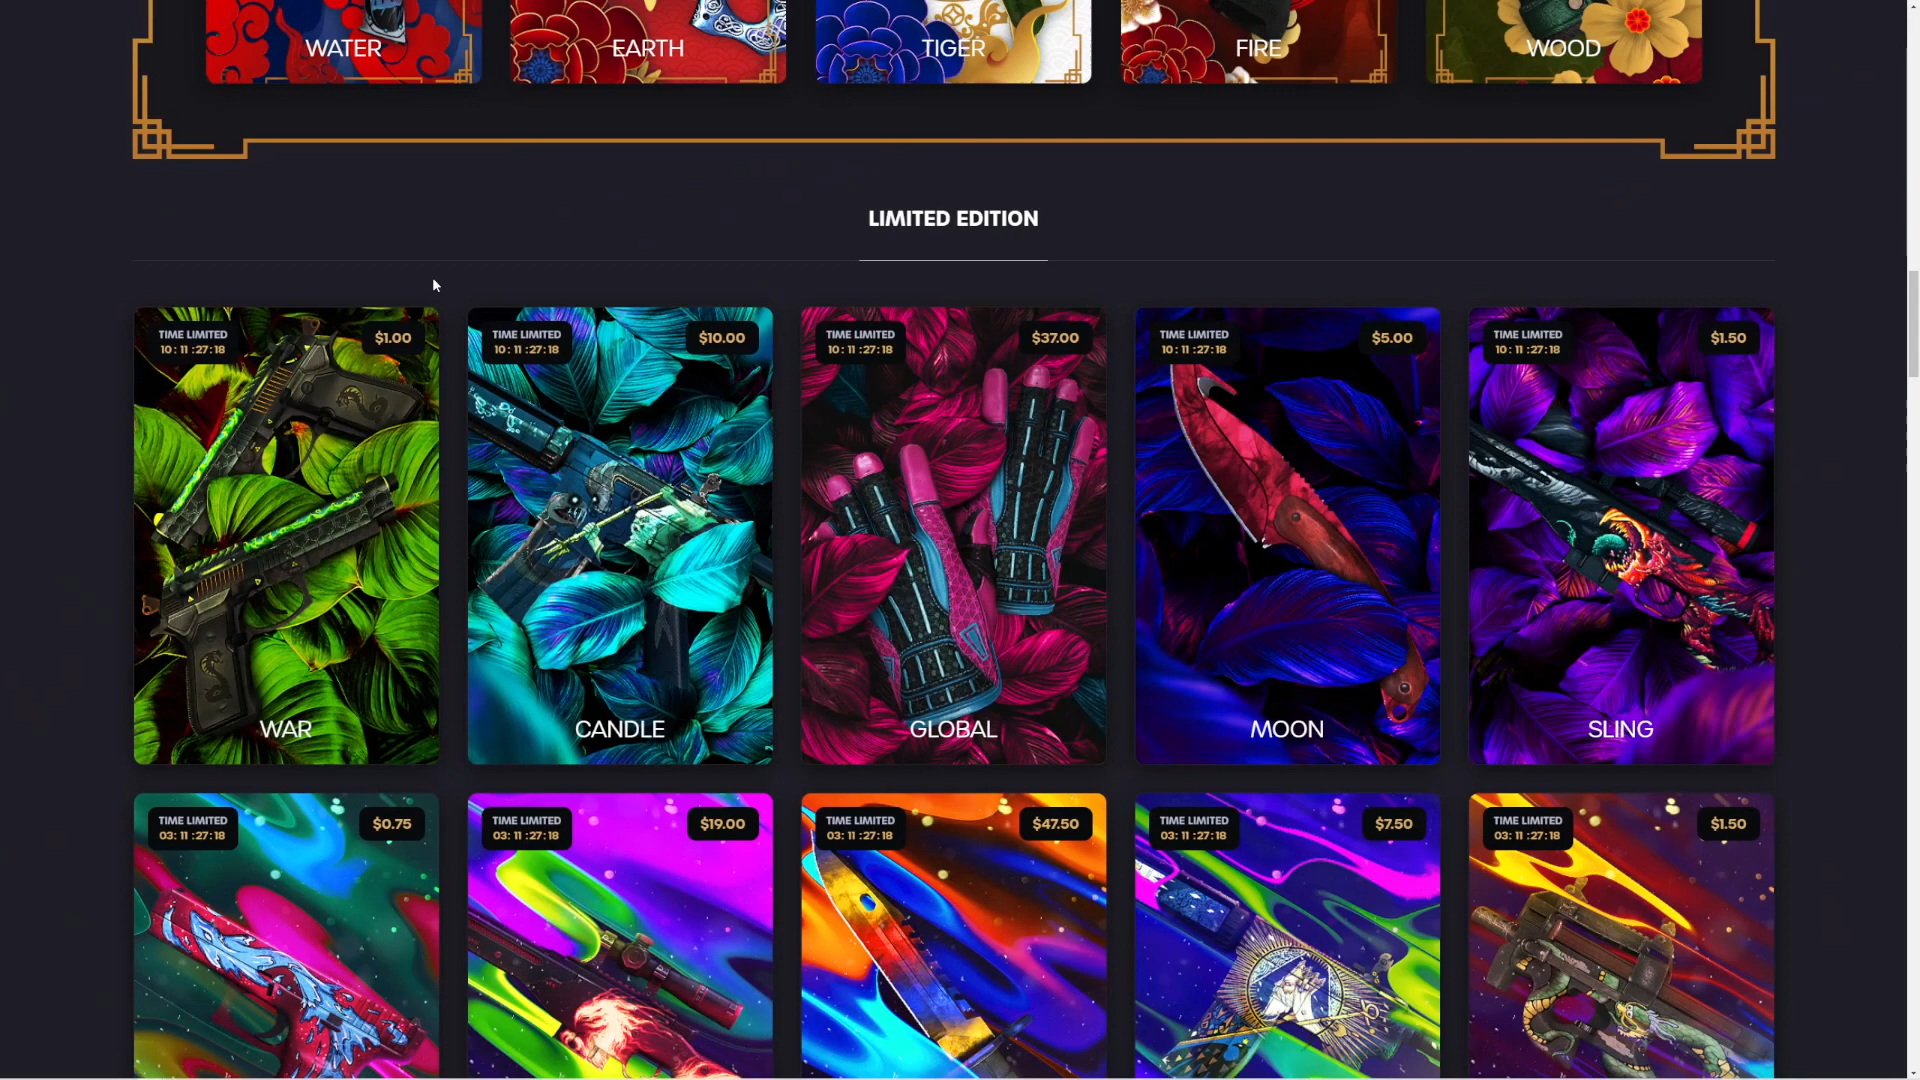 WATER
EARTH
TIGER
FIRE
WOOD
LIMITED EDITION
TIME LIMITED
10: 11 :27:18
$1.00
WAR
TIME LIMITED
10: 11 :27:18
$10.00
CANDLE
TIME LIMITED
10: 11 :27:18
$37.00
GLOBAL
TIME LIMITED
10: 11 :27:18
$5.00
MOON
TIME LIMITED
10: 11 :27:18
$1.50
SLING
TIME LIMITED
03: 11 :27:18
$0.75
TIME LIMITED
03: 11 :27:18
$19.00
TIME LIMITED
03: 11 :27:18
$47.50
TIME LIMITED
03: 11 :27:18
$7.50
TIME LIMITED
03: 11 :27:18
$1.50